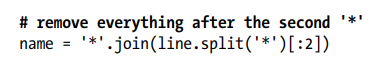 # remove everything after the second '*'
name = '*'.join(line.split('*')[:2])